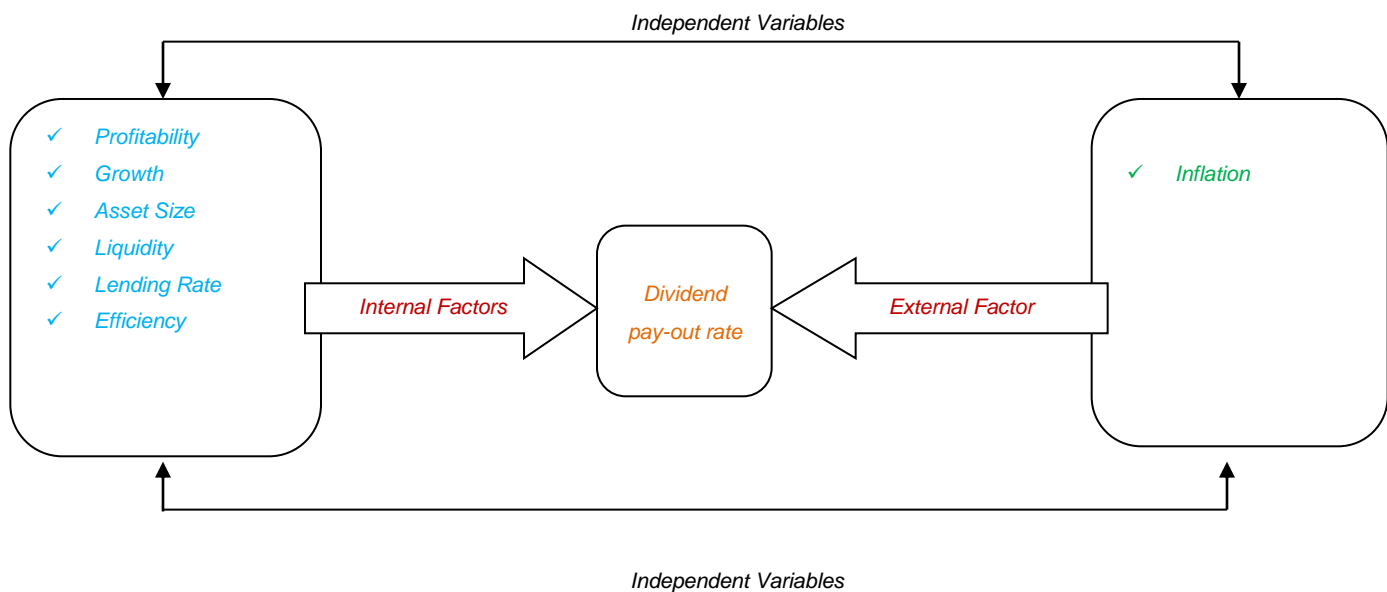 Independent Variables
✓ Profitability
✓ Growth
✓ Asset Size
✓ Liquidity
✓ Lending Rate
✓ Efficiency
Internal Factors
Dividend
pay-out rate
External Factor
✓ Inflation
Independent Variables